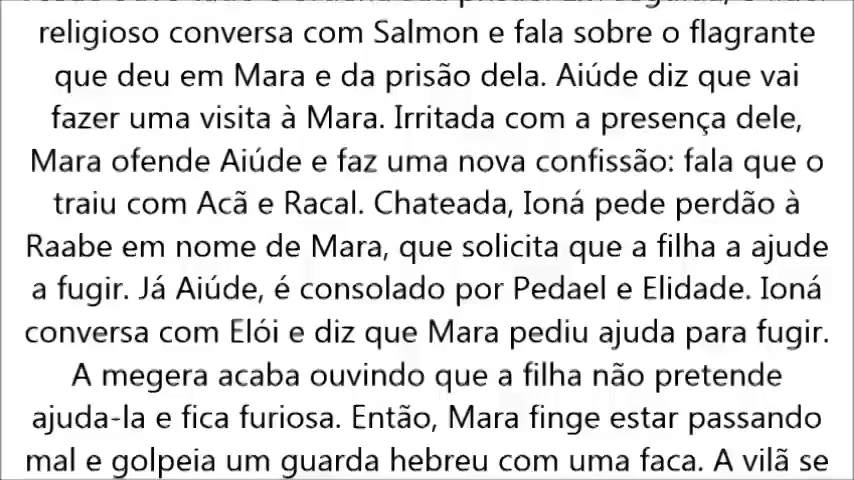 religioso conversa com Salmon e fala sobre o flagrante
que deu em Mara e da prisão dela. Aiúde diz que vai
fazer uma visita à Mara. Irritada com a presença dele,
Mara ofende Aiúde e faz uma nova confissão: fala que o
traiu com Acã e Racal. Chateada, Ioná pede perdão à
Raabe em nome de Mara, que solicita que a filha a ajude
a fugir. Já Aiúde, é consolado por Pedael e Elidade. Ioná
conversa com Elói e diz que Mara pediu ajuda para fugir.
A megera acaba ouvindo que a filha não pretende
ajuda-la e fica furiosa. Então, Mara finge estar passando
mal e golpeia um guarda hebreu com uma faca. A vilã se